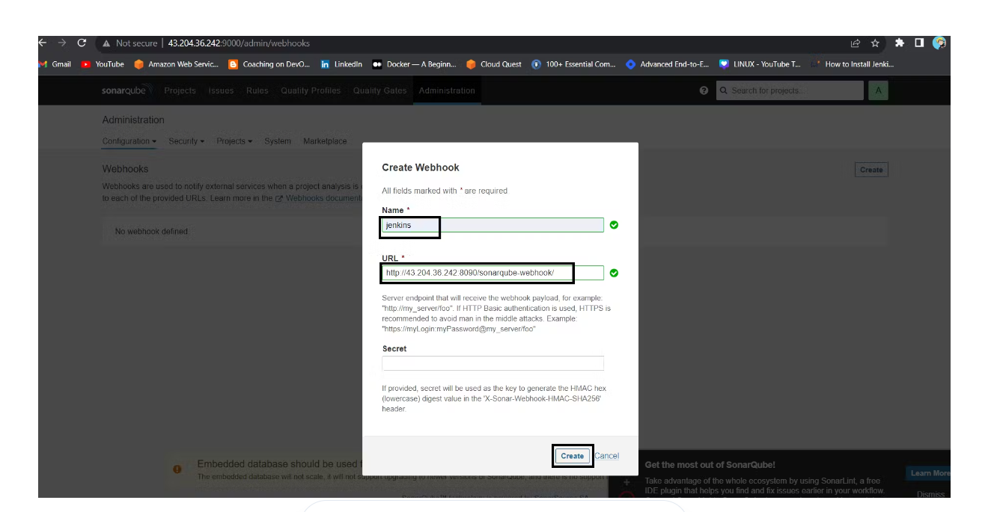 Not secure | 43.204.36.242:9000/admin/webhooks
Gmail YouTube Amazon Web Servic... Coaching on DevO... LinkedIn Docker — A Beginn... Cloud Quest 100+ Essential Com... Advanced End-to-E... LINUX - YouTube T... How to Install Jenki...
sonarqube Projects Issues Rules Quality Profiles Quality Gates Administration Search for projects... A
Administration
Configuration Security Projects System Marketplace
Webhooks
Create
Webhooks are used to notify external services when a project analysis is
to each of the provided URLs. Learn more in the Webhooks documen
No webhook defined.
Create Webhook
All fields marked with * are required
Name *
jenkins
URL *
http://43.204.36.242:8090/sonarqube-webhook/
Server endpoint that will receive the webhook payload, for example:
"http://my_server/foo". If HTTP Basic authentication is used, HTTPS is
recommended to avoid man in the middle attacks. Example:
"https://myLogin:myPassword@my_server/foo"
Secret
If provided, secret will be used as the key to generate the HMAC hex
(lowercase) digest value in the 'X-Sonar-Webhook-HMAC-SHA256'
header.
Create Cancel
Embedded database should be used
The embedded database will not scale, it will not support upgrading to newer versions of SonarQube, and there is no support
Get the most out of SonarQube!
Take advantage of the whole ecosystem by using SonarLint, a free
IDE plugin that helps you find and fix issues earlier in your workflow.
Learn More
Dismiss